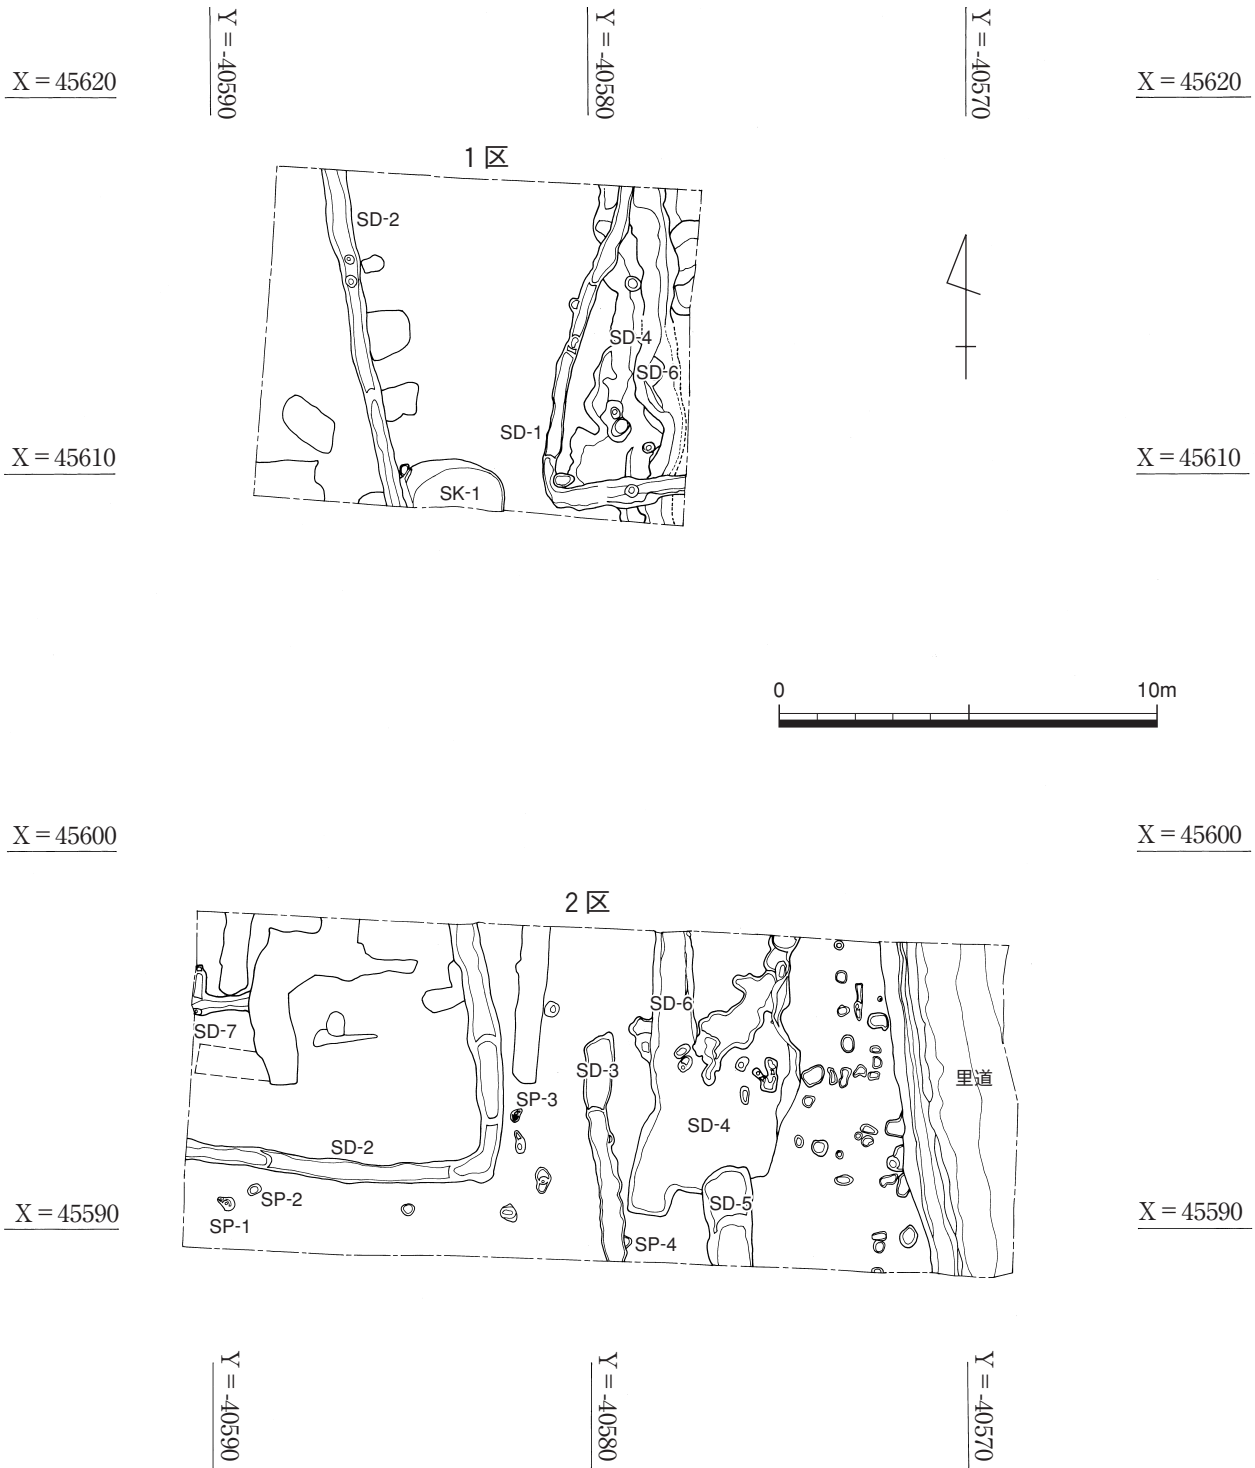 Y = -40590
Y = -40580
Y = -40570
X = 45620
X = 45620
1区
SD-2
SD-4
SD-6
SD-1
X = 45610
X = 45610
SK-1
0
10m
X = 45600
X = 45600
2区
SD-6
SD-7
SD-3
里道
SP-3
SD-4
SD-2
SP-2
SD-5
SP-1
X = 45590
X = 45590
SP-4
Y = -40590
Y = -40580
Y = -40570